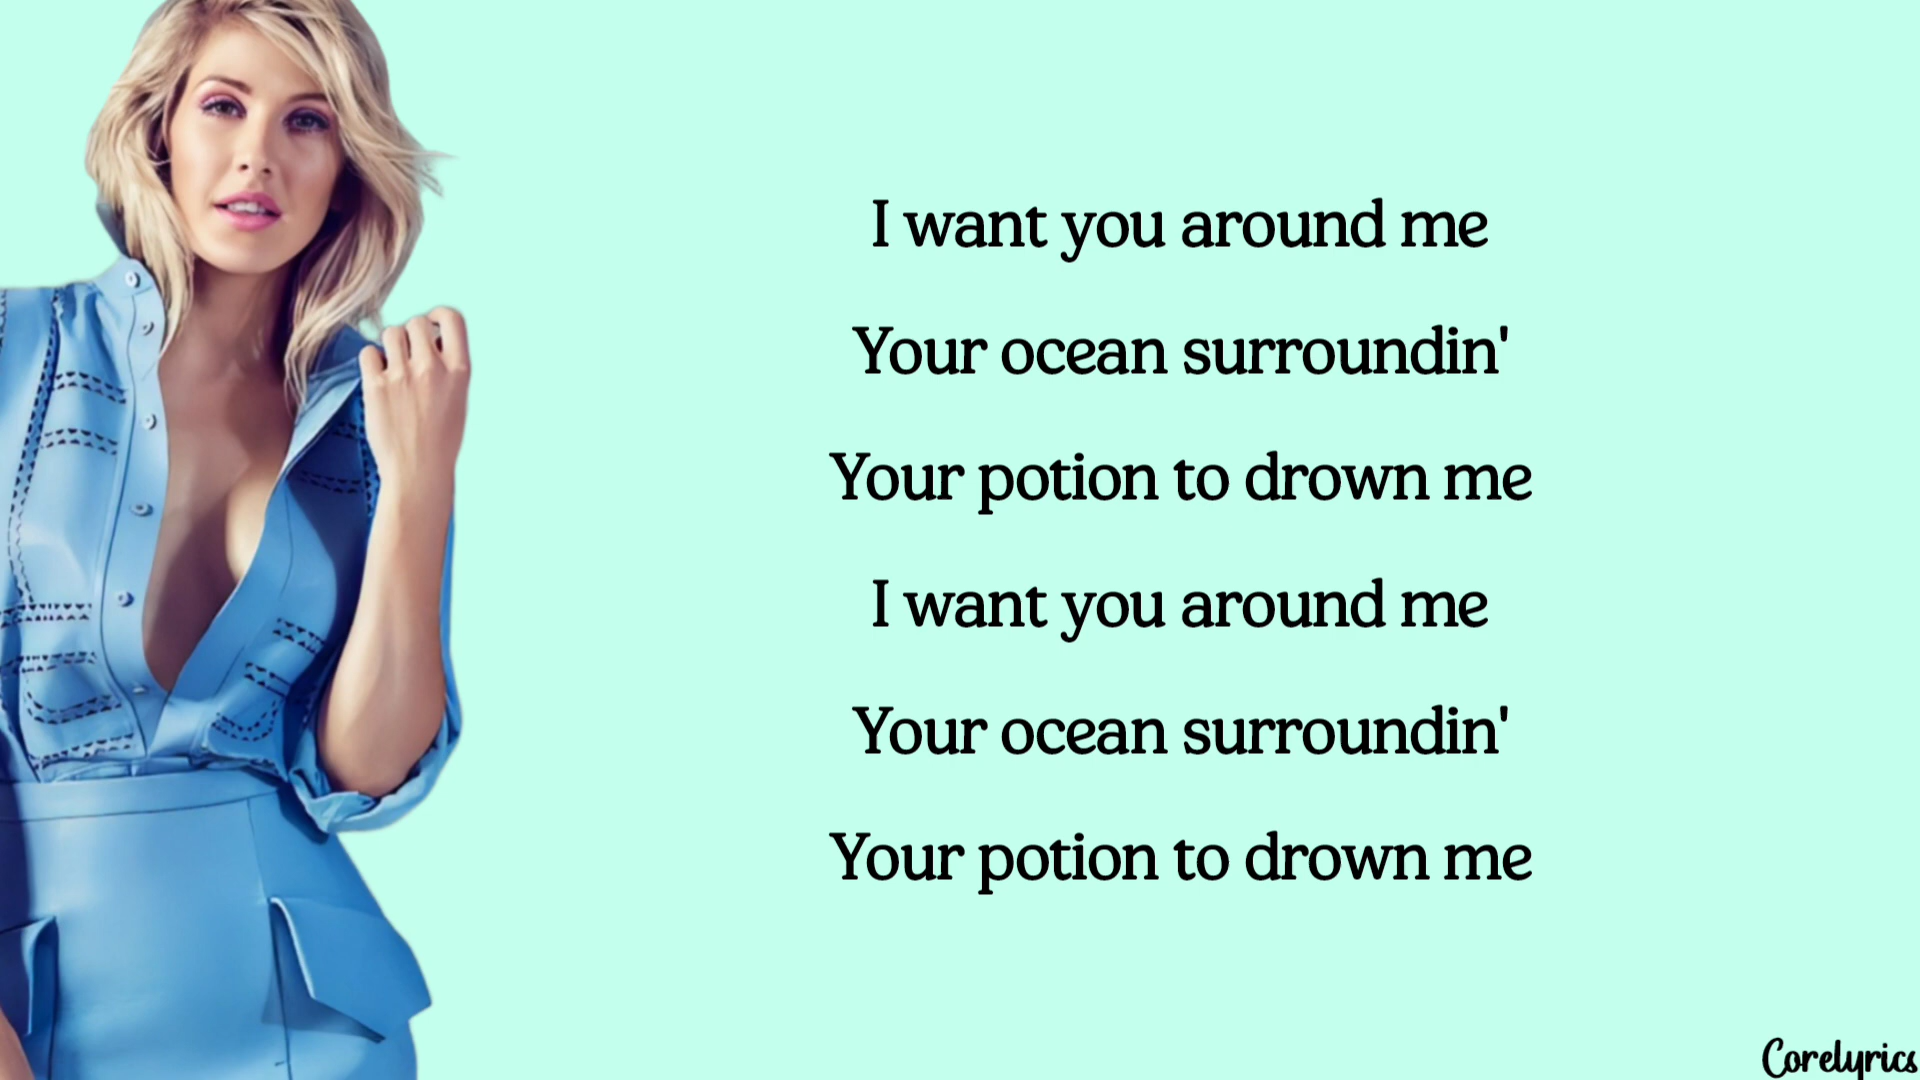 I want you around me
Your ocean surroundin'
Your potion to drown me
I want you around me
Your ocean surroundin'
Your potion to drown me
Corelyrics